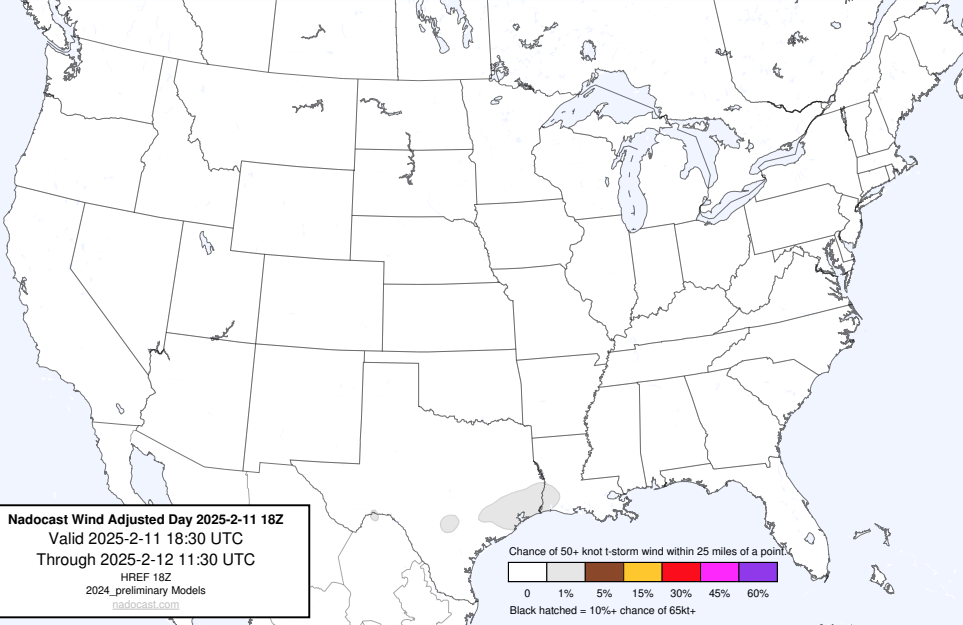 Nadocast Wind Adjusted Day 2025-2-11 18Z
Valid 2025-2-11 18:30 UTC
Through 2025-2-12 11:30 UTC
HREF 18Z
2024_preliminary Models
nadocast.com
Chance of 50+ knot t-storm wind within 25 miles of a point.
0 1% 5% 15% 30% 45% 60%
Black hatched = 10%+ chance of 65kt+